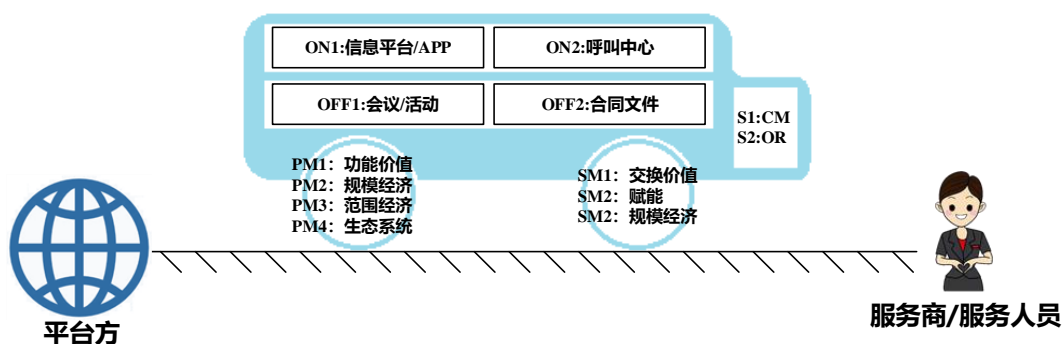 ON1:信息平台/APP
ON2:呼叫中心
OFF1:会议/活动
OFF2:合同文件
S1:CM
S2:OR
PM1：功能价值
PM2：规模经济
PM3：范围经济
PM4：生态系统
SM1：交换价值
SM2：赋能
SM2：规模经济
平台方
服务商/服务人员